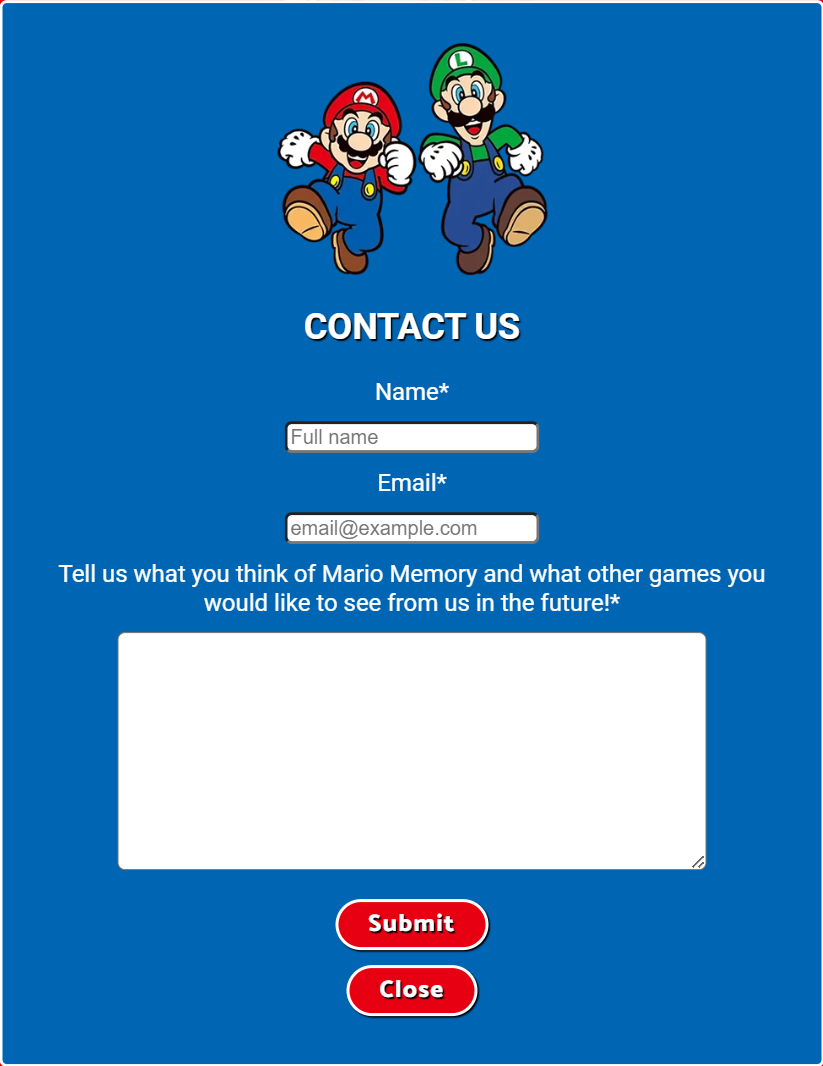 L
M
CONTACT US
Name*
Full name
Email*
email@example.com
Tell us what you think of Mario Memory and what other games you
would like to see from us in the future!*
Submit
Close